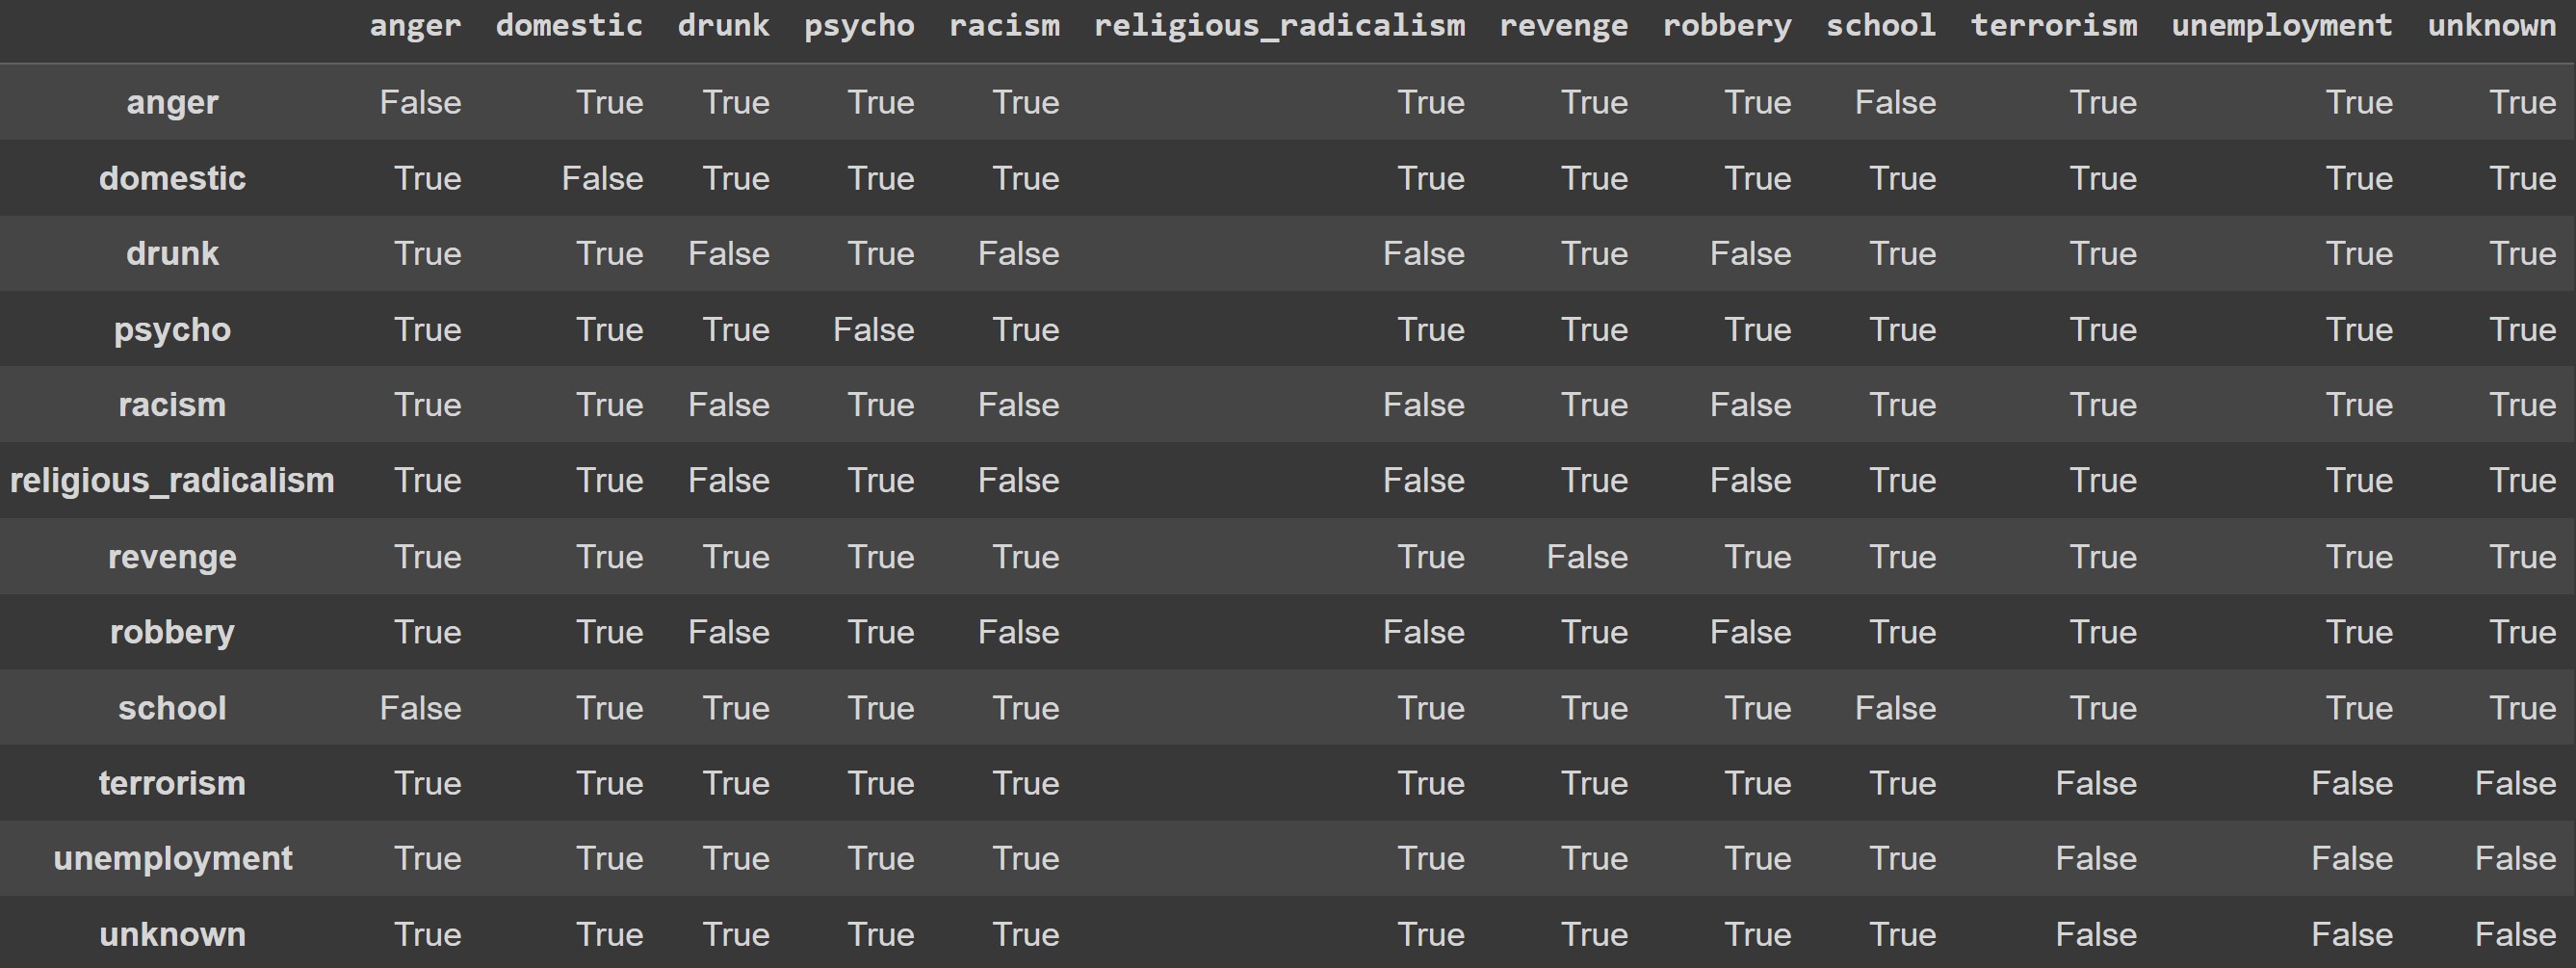 anger domestic drunk psycho racism religious_radicalism revenge robbery school terrorism unemployment unknown
anger False True True True True True True True False True True True
domestic True False True True True True True True True True True True
drunk True True False True False False True False True True True True
psycho True True True False True True True True True True True True
racism True True False True False False True False True True True True
religious_radicalism True True False True False False True False True True True True
revenge True True True True True True False True True True True True
robbery True True False True False False True False True True True True
school False True True True True True True True False True True True
terrorism True True True True True True True True True False False False
unemployment True True True True True True True True True False False False
unknown True True True True True True True True True False False False